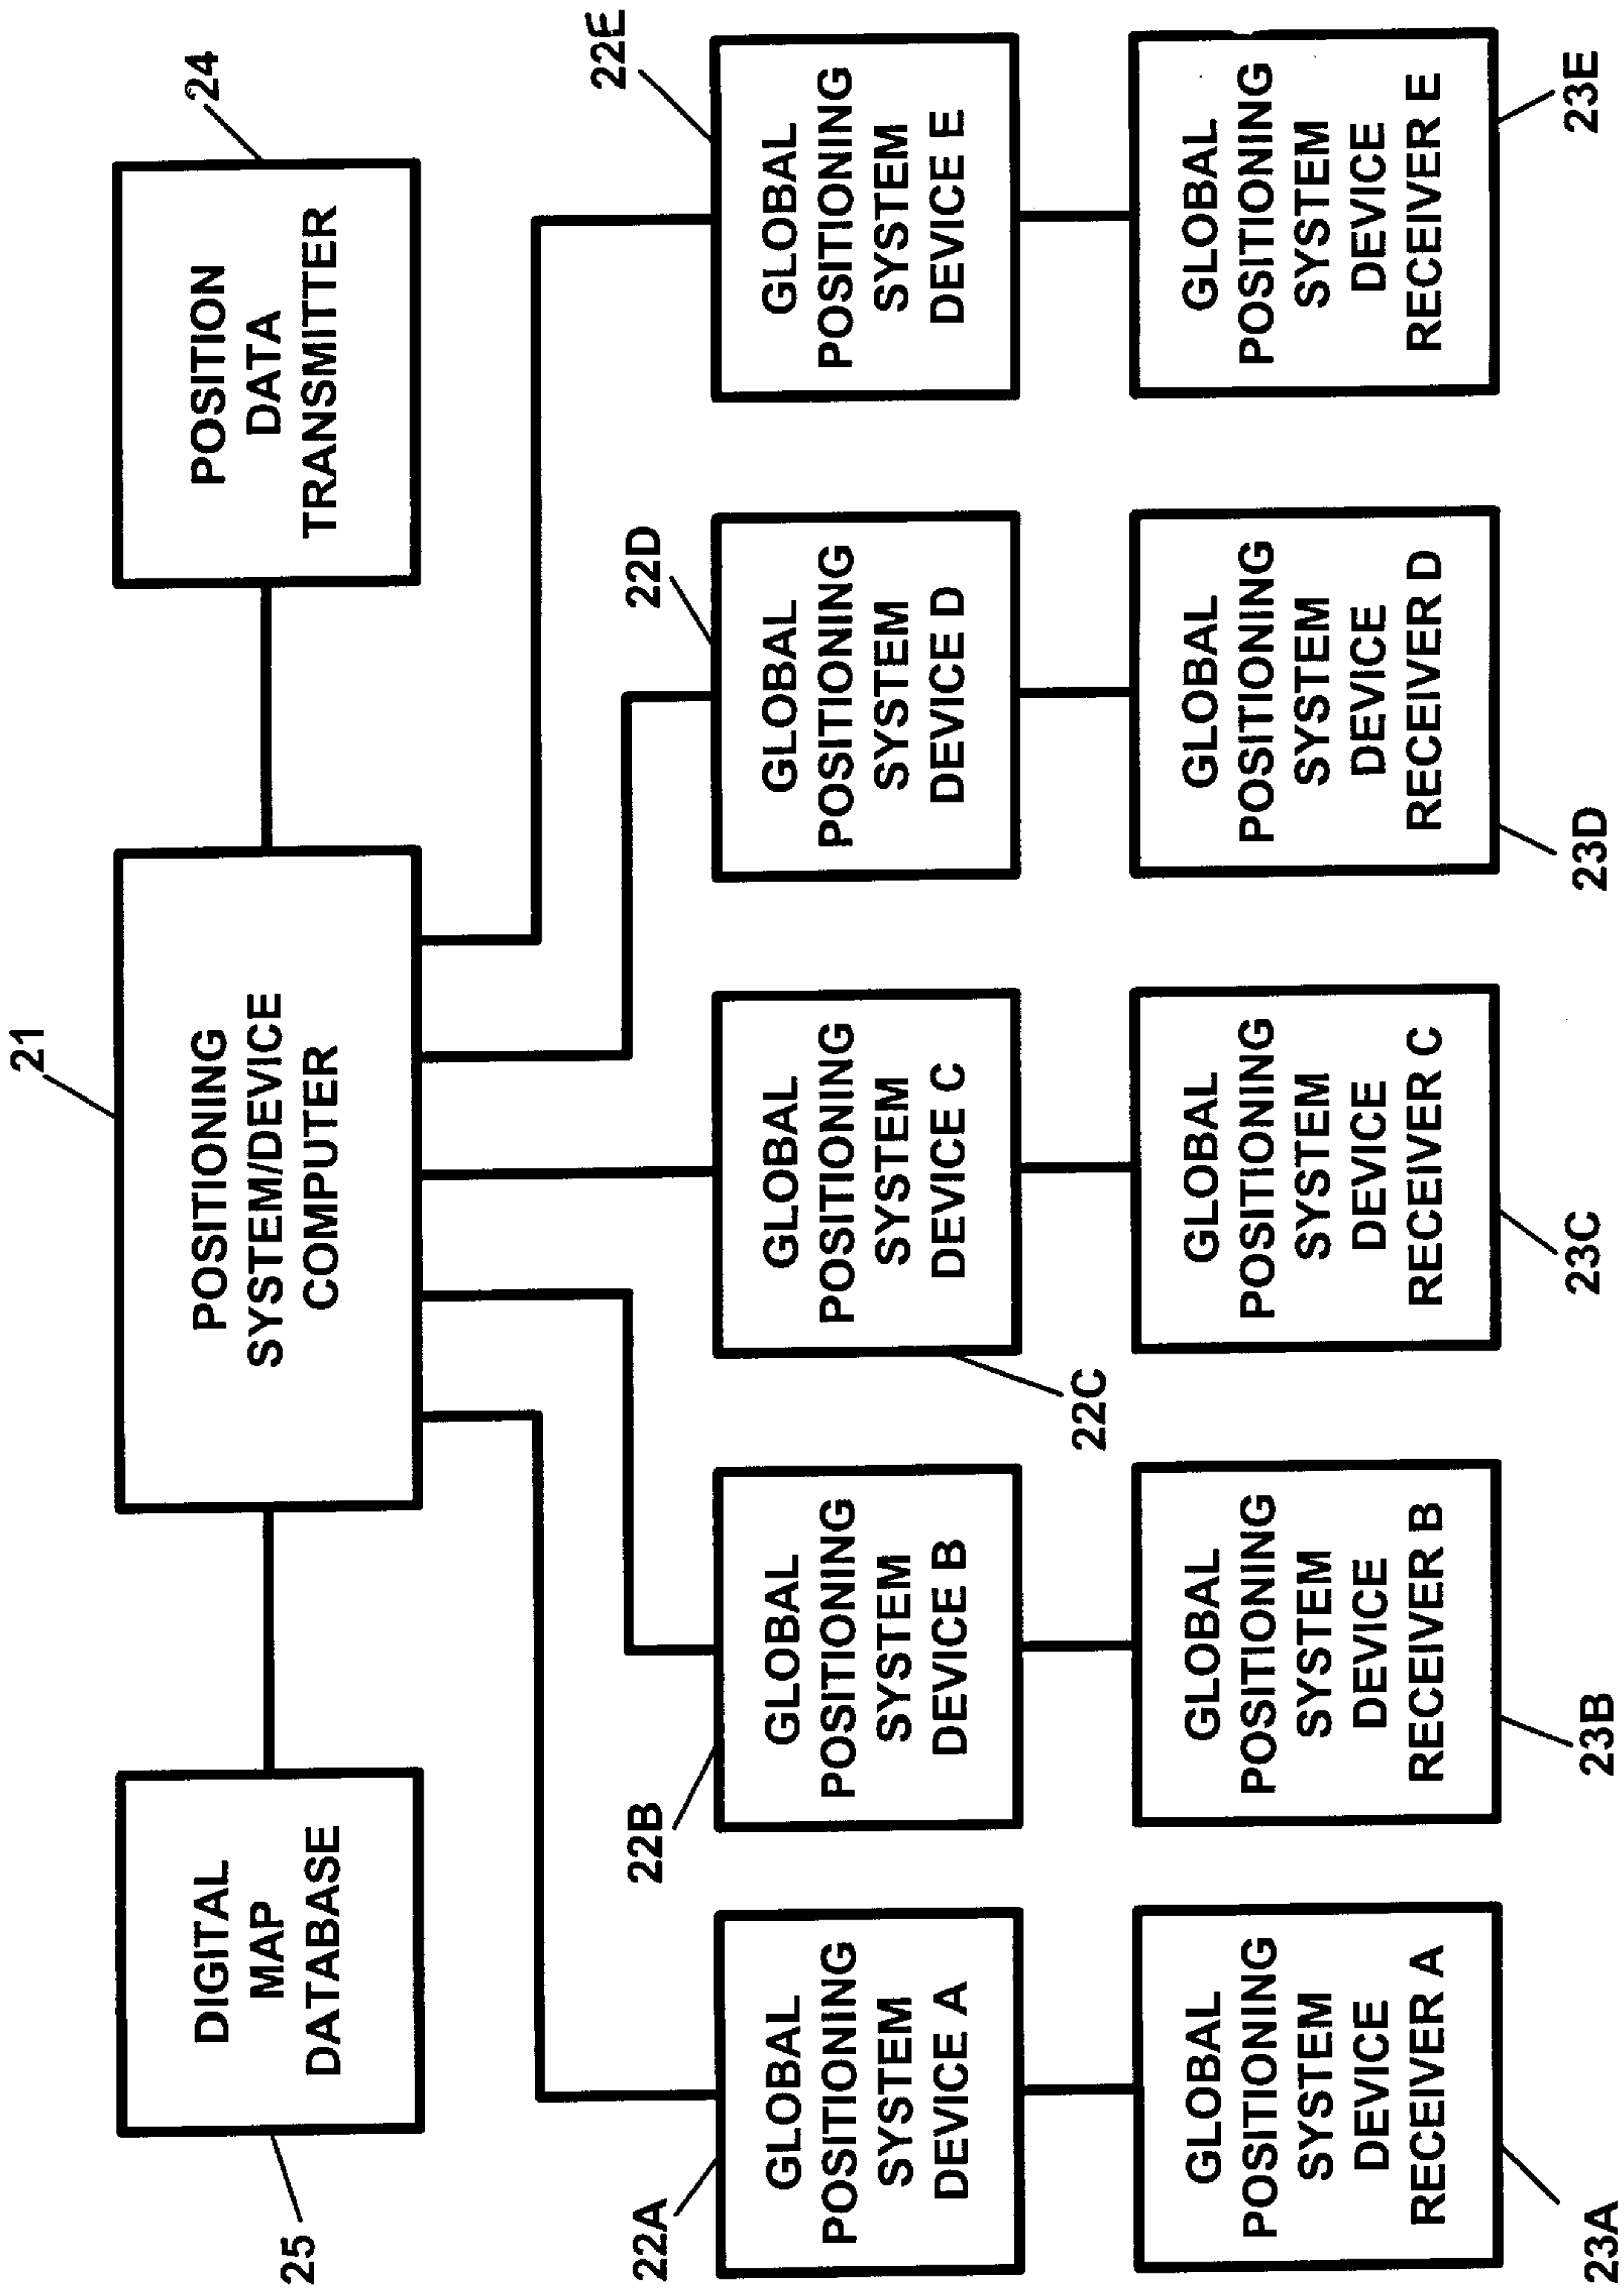 21
24
25
DIGITAL
MAP
DATABASE
POSITIONING
SYSTEM/DEVICE
COMPUTER
POSITION
DATA
TRANSMITTER
22A
GLOBAL
POSITIONING
SYSTEM
DEVICE A
22B
GLOBAL
POSITIONING
SYSTEM
DEVICE B
22C
GLOBAL
POSITIONING
SYSTEM
DEVICE C
22D
GLOBAL
POSITIONING
SYSTEM
DEVICE D
22E
GLOBAL
POSITIONING
SYSTEM
DEVICE E
GLOBAL
POSITIONING
SYSTEM
DEVICE
RECEIVER A
23A
GLOBAL
POSITIONING
SYSTEM
DEVICE
RECEIVER B
23B
GLOBAL
POSITIONING
SYSTEM
DEVICE
RECEIVER C
23C
GLOBAL
POSITIONING
SYSTEM
DEVICE
RECEIVER D
23D
GLOBAL
POSITIONING
SYSTEM
DEVICE
RECEIVER E
23E